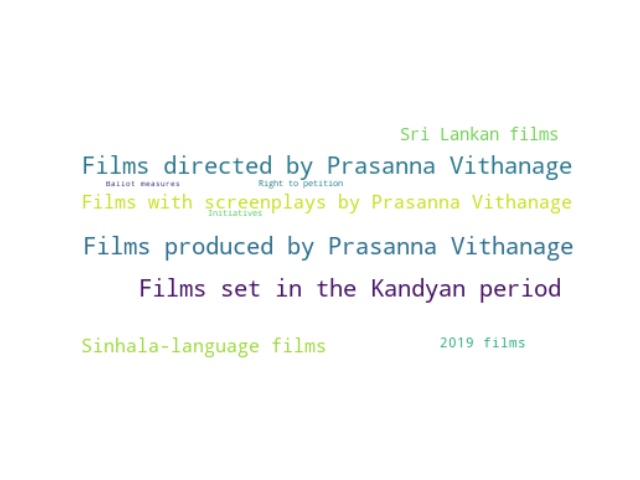 Sri Lankan films
Films directed by Prasanna Vithanage
Ballot measures
Right to petition
Films with screenplays by Prasanna Vithanage
Initiatives
Films produced by Prasanna Vithanage
Films set in the Kandyan period
Sinhala-language films
2019 films